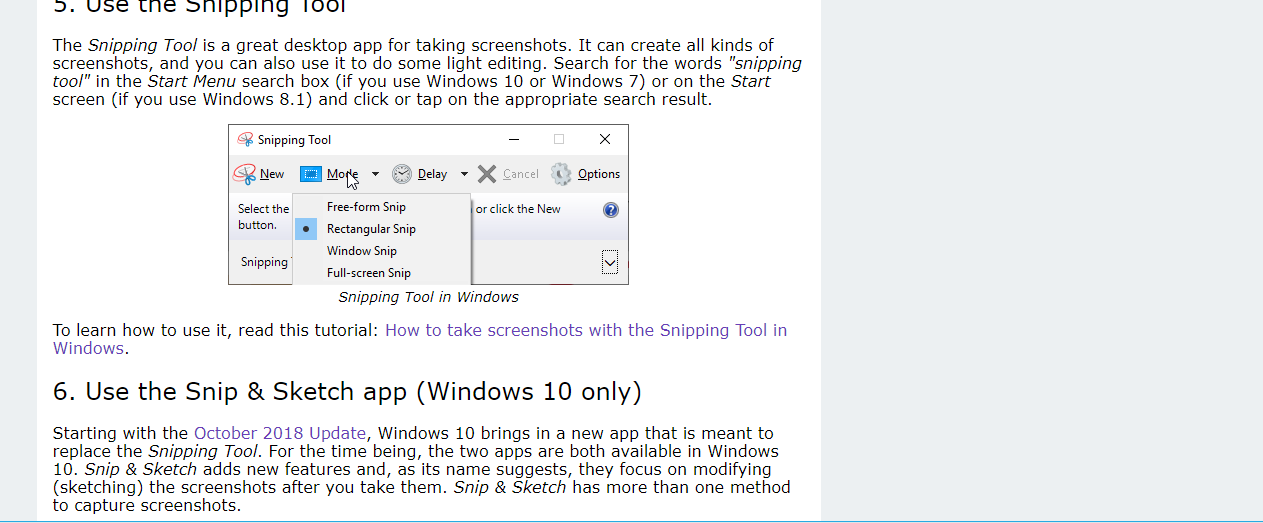 5. Use the Snipping Tool
The Snipping Tool is a great desktop app for taking screenshots. It can create all kinds of
screenshots, and you can also use it to do some light editing. Search for the words "snipping
tool" in the Start Menu search box (if you use Windows 10 or Windows 7) or on the Start
screen (if you use Windows 8.1) and click or tap on the appropriate search result.
Snipping Tool
New Mode Delay Cancel Options
Select the
or click the New
button.
Free-form Snip
Rectangular Snip
Window Snip
Full-screen Snip
Snipping
Snipping Tool in Windows
To learn how to use it, read this tutorial: How to take screenshots with the Snipping Tool in
Windows.
6. Use the Snip & Sketch app (Windows 10 only)
Starting with the October 2018 Update, Windows 10 brings in a new app that is meant to
replace the Snipping Tool. For the time being, the two apps are both available in Windows
10. Snip & Sketch adds new features and, as its name suggests, they focus on modifying
(sketching) the screenshots after you take them. Snip & Sketch has more than one method
to capture screenshots.